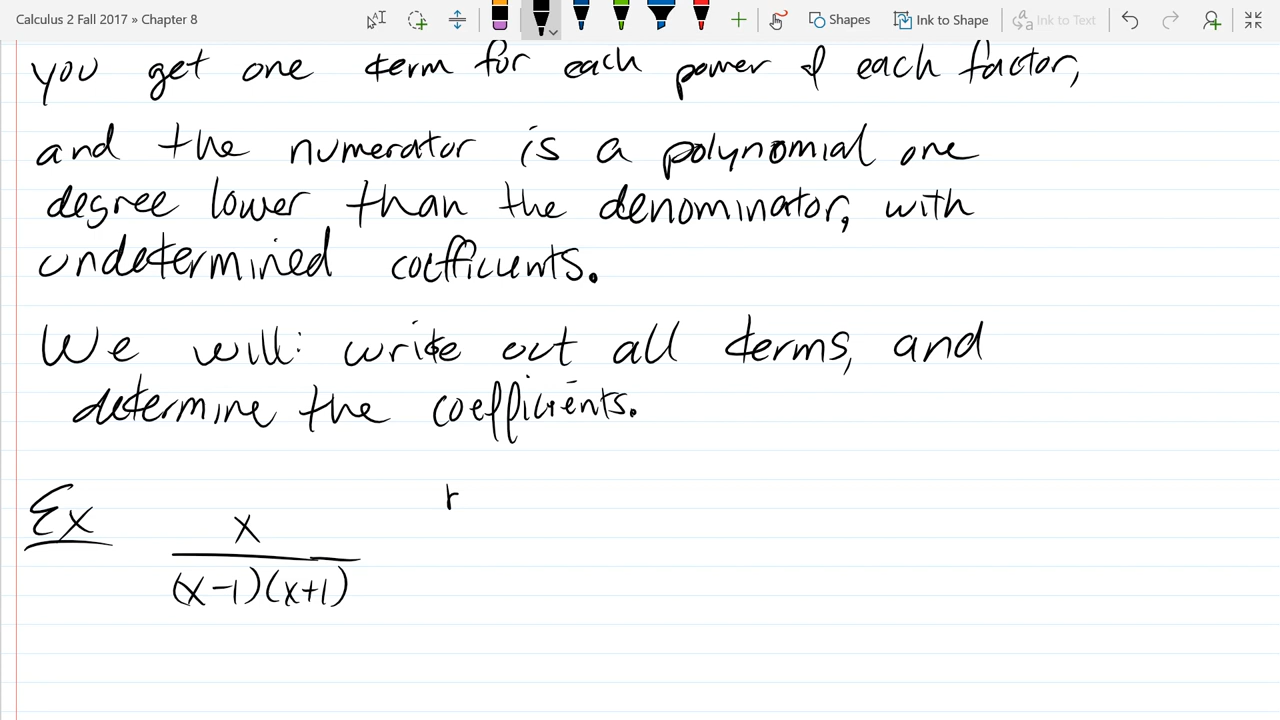 Calculus 2 Fall 2017 » Chapter 8
Shapes
Ink to Shape
Ink to Text
you get one term for each power of each factor,
and the numerator is a polynomial one
degree lower than the denominator, with
undetermined coefficients.
We will: write out all terms, and
determine the coefficients.
Ex
x
(x-1)(x+1)